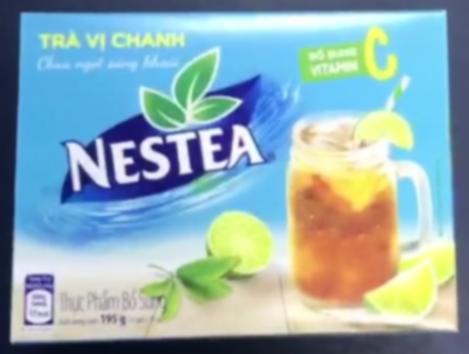 TRÀ VỊ CHANH
Chua ngọt sảng khoái
BỔ SUNG
VITAMIN C
NESTEA
Thực Phẩm Bổ Sung
195 g